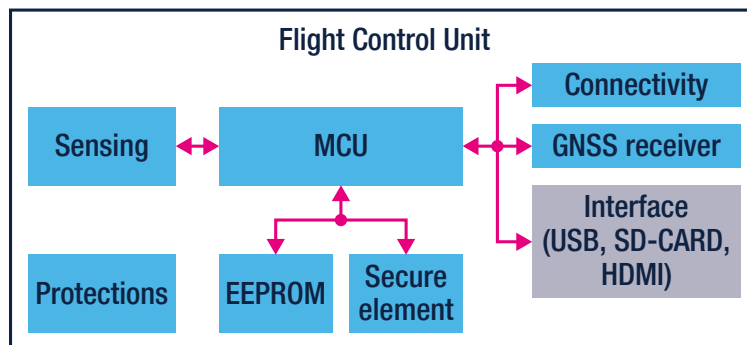 Flight Control Unit
Sensing
MCU
Connectivity
GNSS receiver
Interface
(USB, SD-CARD,
HDMI)
Protections
EEPROM
Secure
element